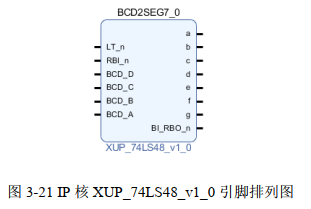 BCD2SEG7_0
a
LT_n b
RBI_n c
BCD_D d
BCD_C e
BCD_B f
BCD_A g
BI_RBO_n
XUP_74LS48_v1_0
图 3-21 IP 核 XUP_74LS48_v1_0 引脚排列图